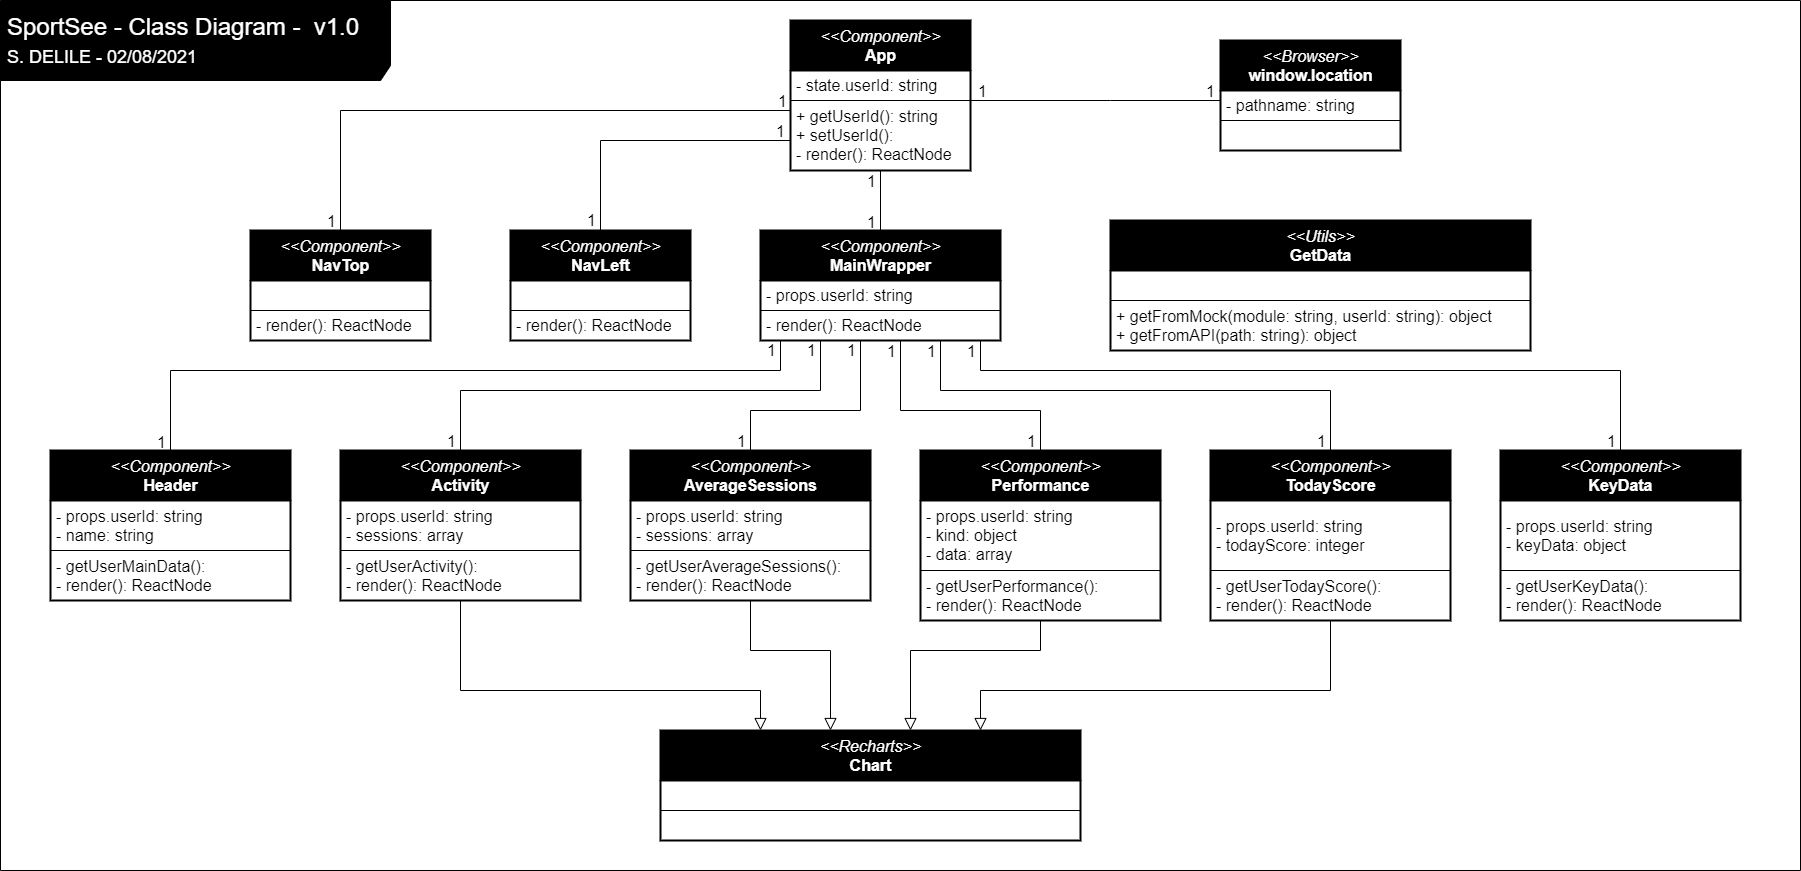 SportSee - Class Diagram - v1.0
S. DELILE - 02/08/2021
<<Component>>
App
- state.userId: string
+ getUserId(): string
+ setUserId():
- render(): ReactNode
1
1
<<Browser>>
window.location
- pathname: string
1
1
1
1
1
1
<<Component>>
NavTop
- render(): ReactNode
<<Component>>
NavLeft
- render(): ReactNode
<<Component>>
MainWrapper
- props.userId: string
- render(): ReactNode
<<Utils>>
GetData
+ getFromMock(module: string, userId: string): object
+ getFromAPI(path: string): object
1
1
1
1
1
1
1
1
1
1
1
1
<<Component>>
Header
- props.userId: string
- name: string
- getUserMainData():
- render(): ReactNode
<<Component>>
Activity
- props.userId: string
- sessions: array
- getUserActivity():
- render(): ReactNode
<<Component>>
AverageSessions
- props.userId: string
- sessions: array
- getUserAverageSessions():
- render(): ReactNode
<<Component>>
Performance
- props.userId: string
- kind: object
- data: array
- getUserPerformance():
- render(): ReactNode
<<Component>>
TodayScore
- props.userId: string
- todayScore: integer
- getUserTodayScore():
- render(): ReactNode
<<Component>>
KeyData
- props.userId: string
- keyData: object
- getUserKeyData():
- render(): ReactNode
<<Recharts>>
Chart